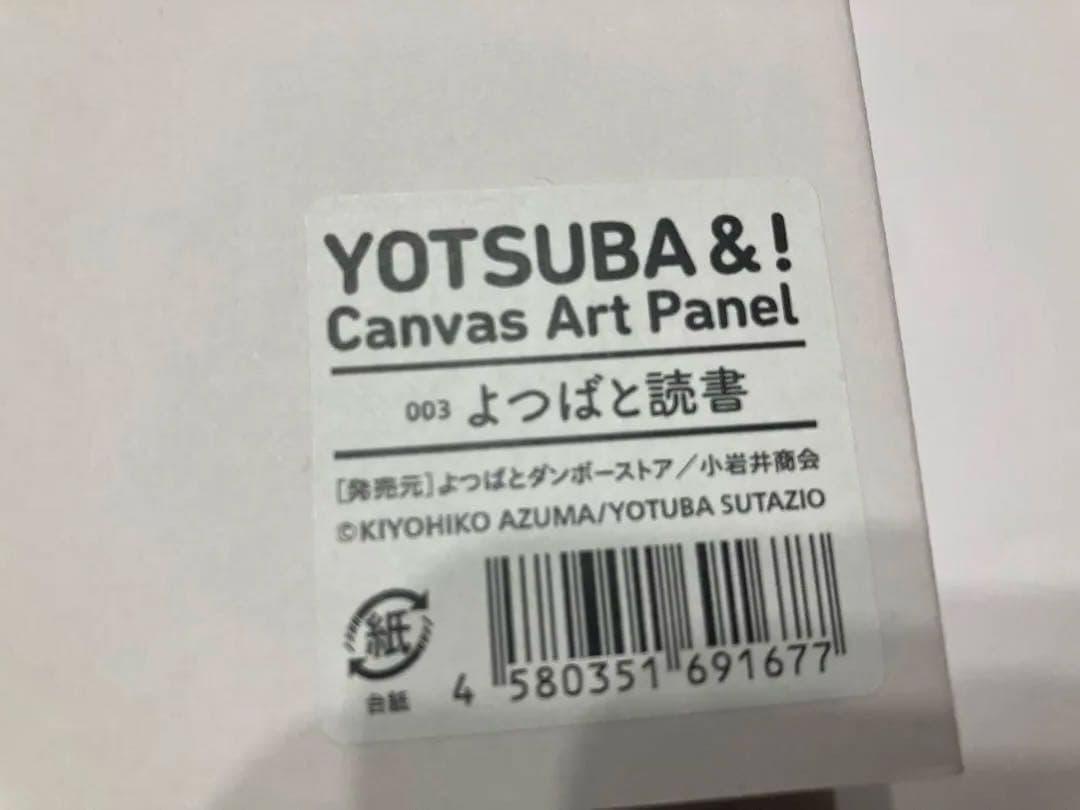 YOTSUBA&!
Canvas Art Panel
003 よつばと読書
［発売元］よつばとダンボーストア／小岩井商会
©KIYOHIKO AZUMA/YOTUBA SUTAZIO
紙
台紙
4 580351 691677